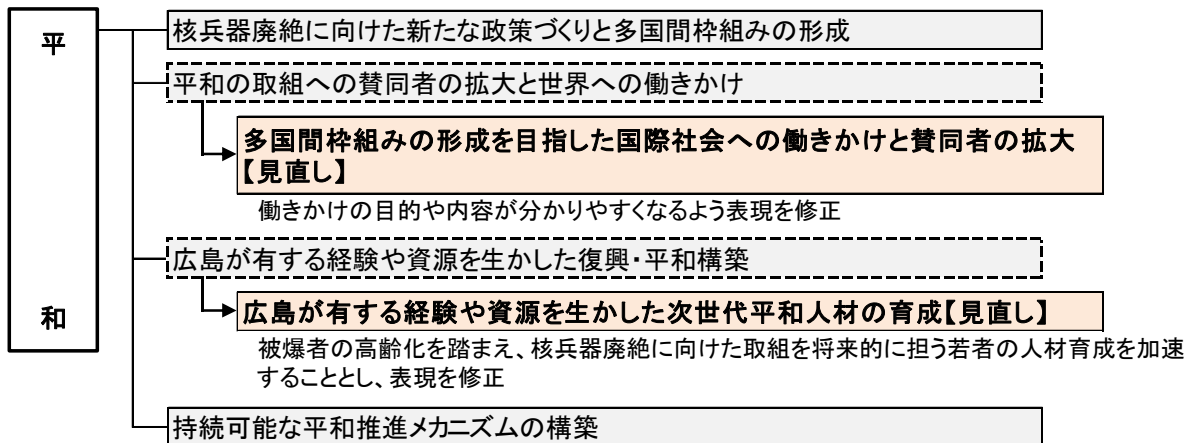 平
和
核兵器廃絶に向けた新たな政策づくりと多国間枠組みの形成
平和の取組への賛同者の拡大と世界への働きかけ
多国間枠組みの形成を目指した国際社会への働きかけと賛同者の拡大
【見直し】
働きかけの目的や内容が分かりやすくなるよう表現を修正
広島が有する経験や資源を生かした復興・平和構築
広島が有する経験や資源を生かした次世代平和人材の育成【見直し】
被爆者の高齢化を踏まえ、核兵器廃絶に向けた取組を将来的に担う若者の人材育成を加速
することとし、表現を修正
持続可能な平和推進メカニズムの構築